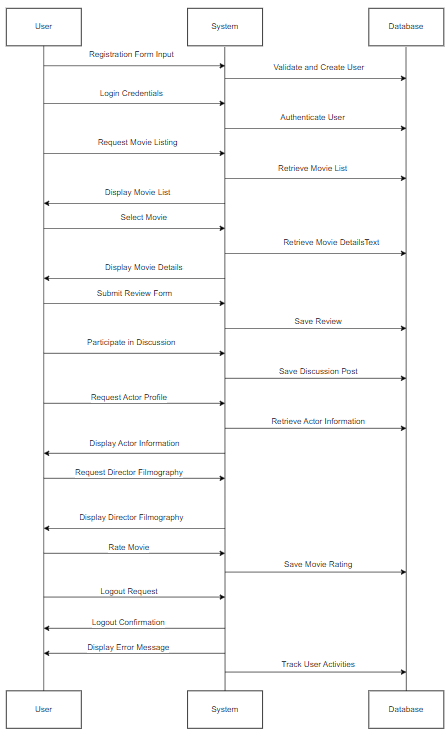 User
System
Database
Registration Form Input
Validate and Create User
Login Credentials
Authenticate User
Request Movie Listing
Retrieve Movie List
Display Movie List
Select Movie
Retrieve Movie DetailsText
Display Movie Details
Submit Review Form
Save Review
Participate in Discussion
Save Discussion Post
Request Actor Profile
Retrieve Actor Information
Display Actor Information
Request Director Filmography
Display Director Filmography
Rate Movie
Save Movie Rating
Logout Request
Logout Confirmation
Display Error Message
Track User Activities
User
System
Database